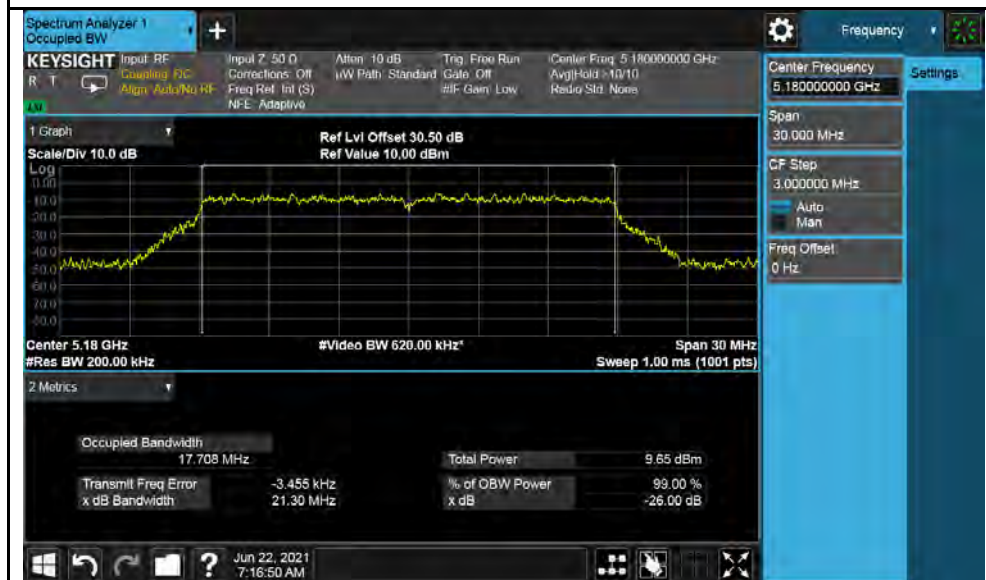 Spectrum Analyzer 1
Occupied BW
+
Frequency
KEYSIGHT
R T
Input: RF
Coupling: DC
Align: Auto/No RF
Input Z: 50 Ω
Corrections: Off
Freq Ref: Int (S)
NFE: Adaptive
Atten: 10 dB
µW Path: Standard
Trig: Free Run
Gate: Off
#IF Gain: Low
Center Freq: 5.180000000 GHz
Avg|Hold:>10/10
Radio Std: None
Center Frequency
5.180000000 GHz
Settings
Span
30.000 MHz
CF Step
3.000000 MHz
Auto
Man
Freq Offset
0 Hz
1 Graph
Scale/Div 10.0 dB
Ref Lvl Offset 30.50 dB
Ref Value 10.00 dBm
Log
0.00
-10.0
-20.0
-30.0
-40.0
-50.0
-60.0
-70.0
-80.0
Center 5.18 GHz
#Video BW 620.00 kHz*
Span 30 MHz
#Res BW 200.00 kHz
Sweep 1.00 ms (1001 pts)
2 Metrics
Occupied Bandwidth
17.708 MHz
Total Power 9.65 dBm
Transmit Freq Error -3.455 kHz
% of OBW Power 99.00 %
x dB Bandwidth 21.30 MHz
x dB -26.00 dB
?
Jun 22, 2021
7:16:50 AM